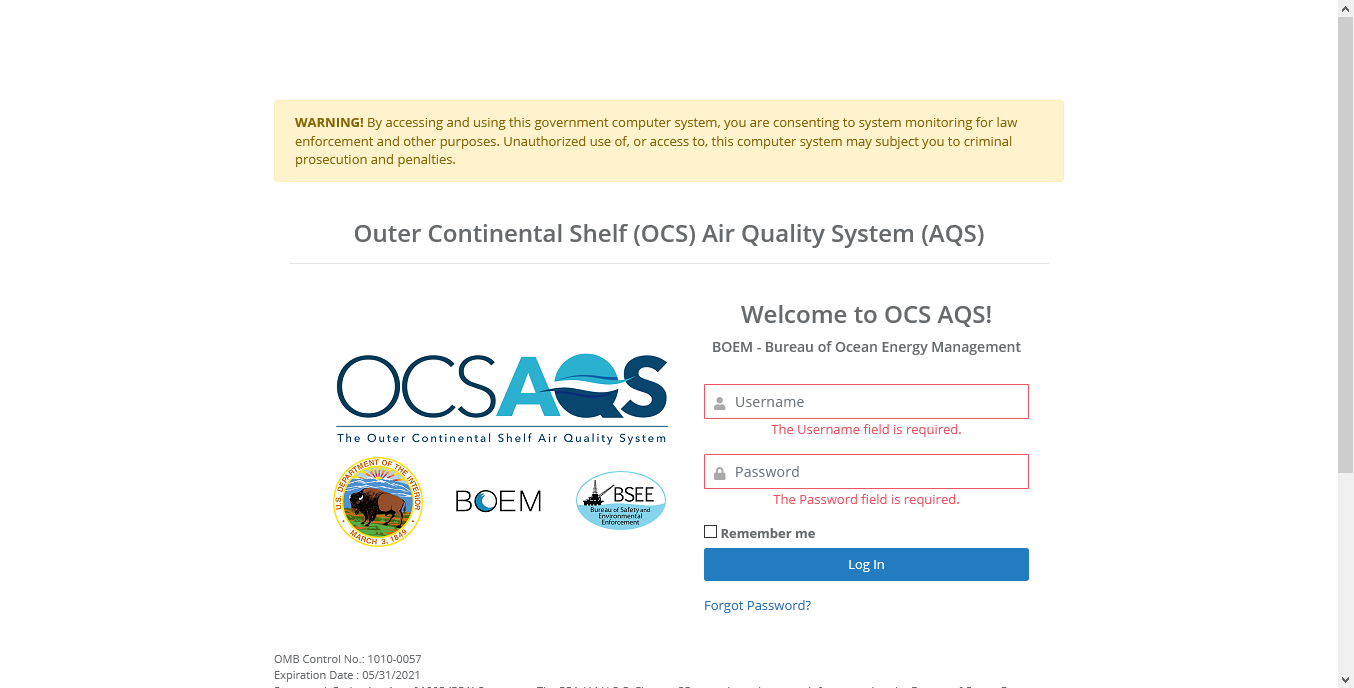 WARNING! By accessing and using this government computer system, you are consenting to system monitoring for law
enforcement and other purposes. Unauthorized use of, or access to, this computer system may subject you to criminal
prosecution and penalties.
Outer Continental Shelf (OCS) Air Quality System (AQS)
OCSAQS
The Outer Continental Shelf Air Quality System
U.S. DEPARTMENT OF THE INTERIOR
MARCH 3, 1849
BOEM
BSEE
Bureau of Safety and
Environmental
Enforcement
Welcome to OCS AQS!
BOEM - Bureau of Ocean Energy Management
Username
The Username field is required.
Password
The Password field is required.
Remember me
Log In
Forgot Password?
OMB Control No.: 1010-0057
Expiration Date : 05/31/2021